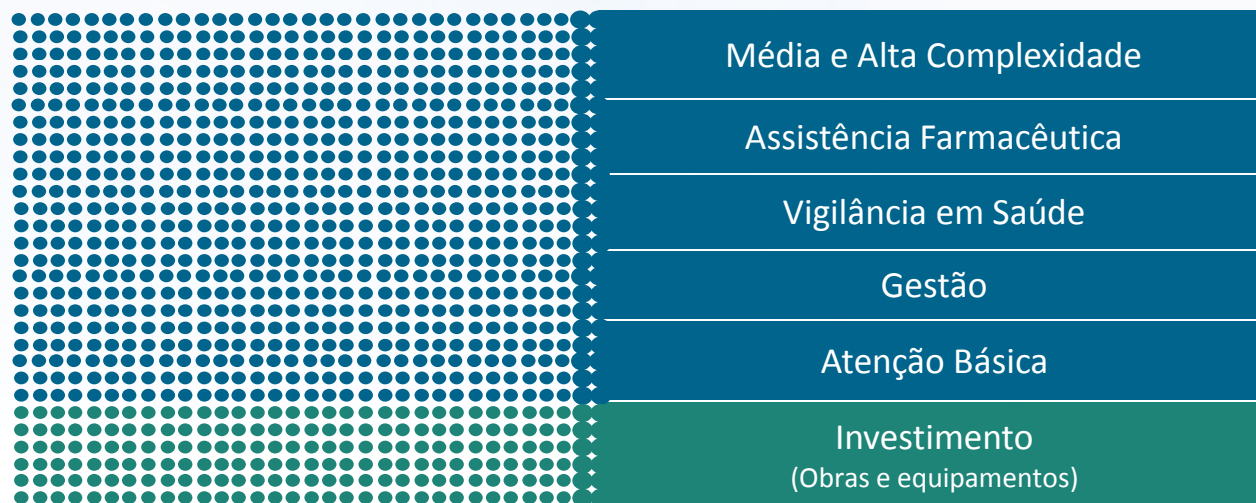 Média e Alta Complexidade
Assistência Farmacêutica
Vigilância em Saúde
Gestão
Atenção Básica
Investimento
(Obras e equipamentos)